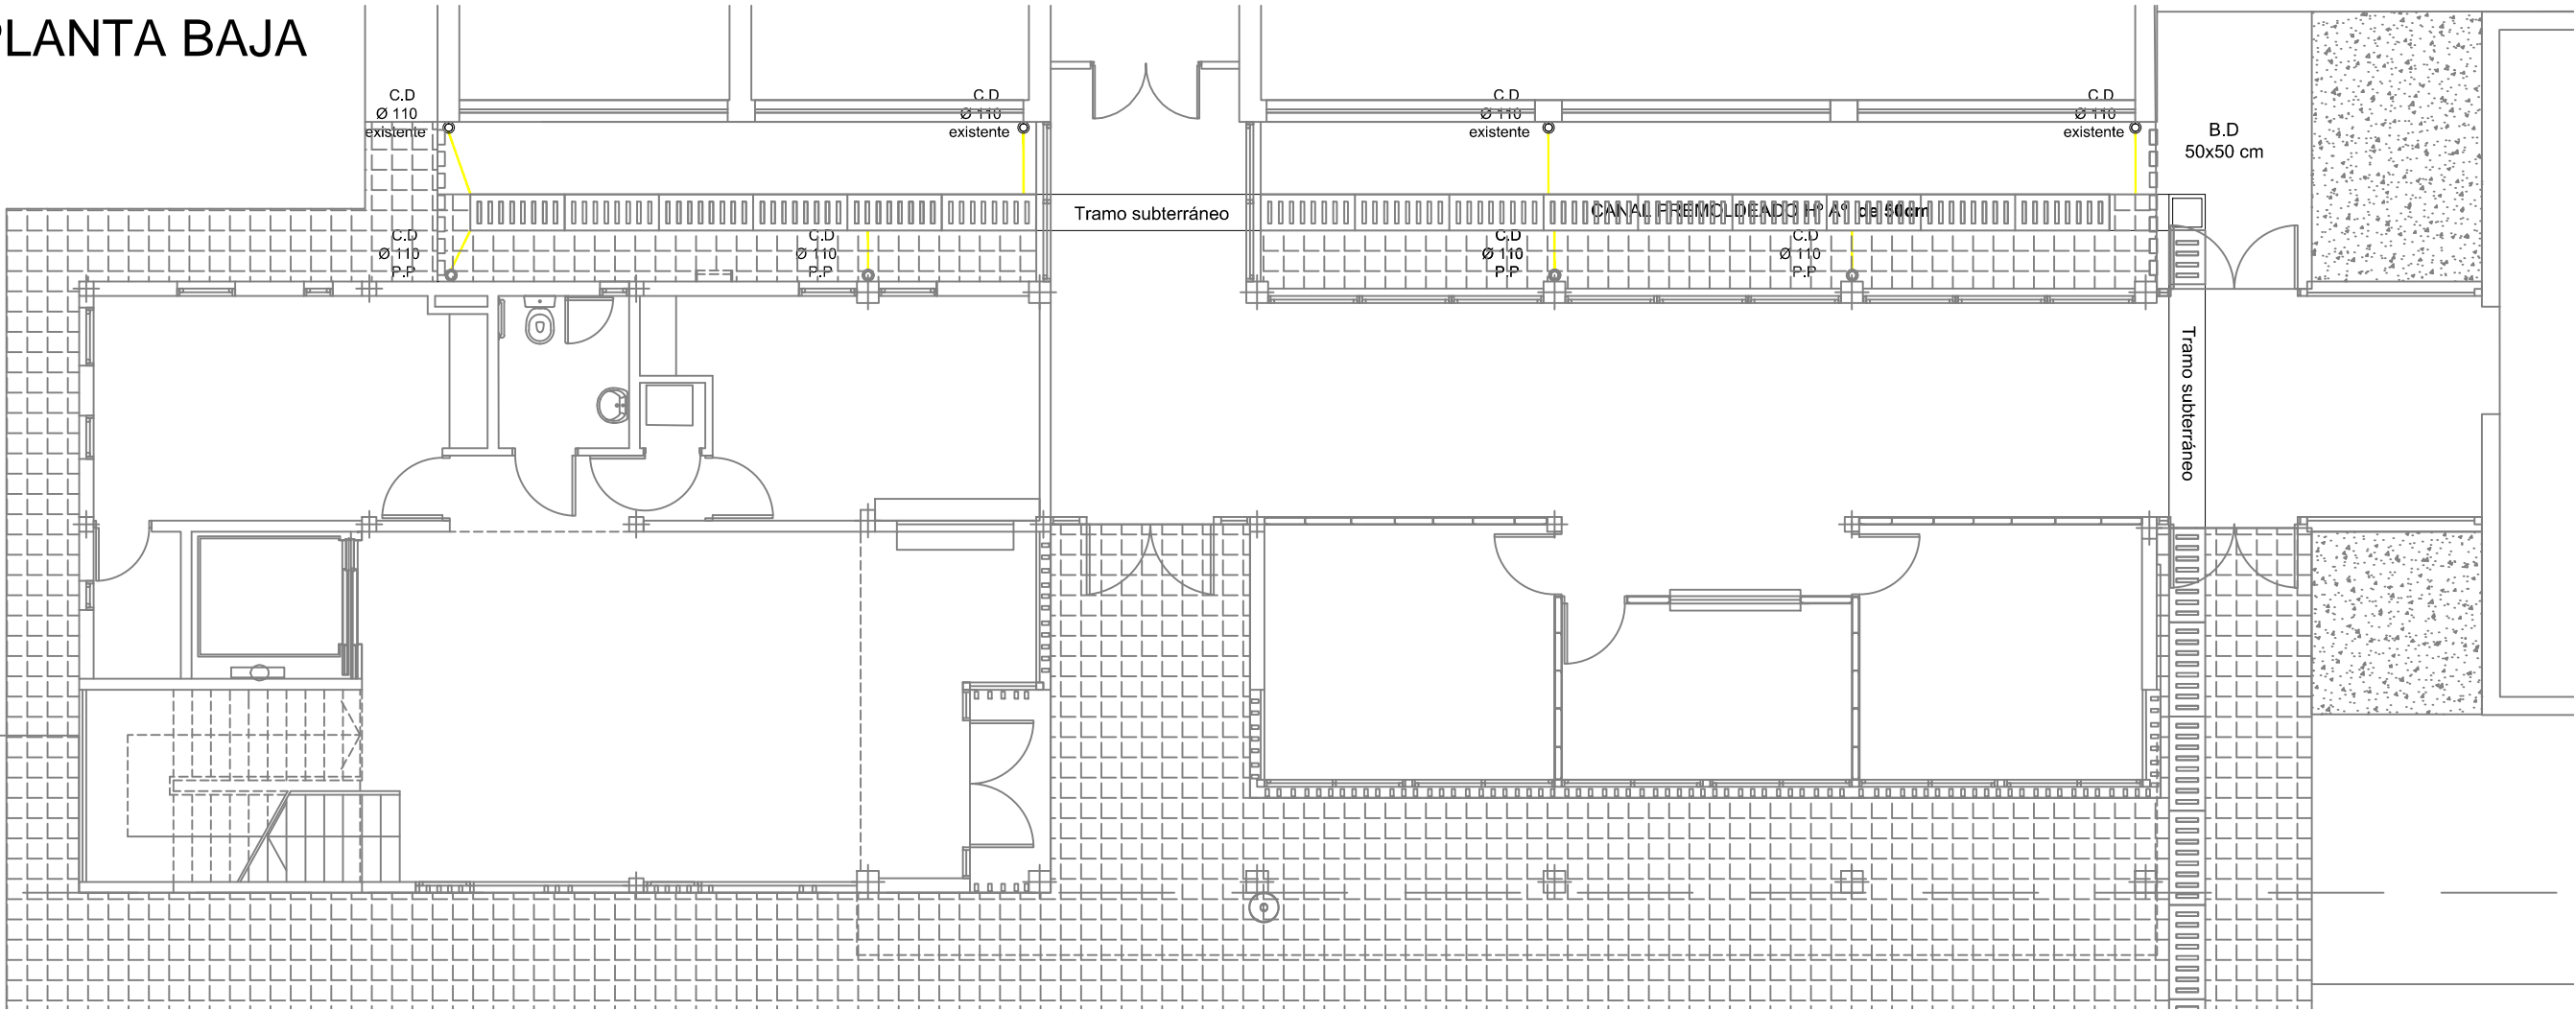 PLANTA BAJA
C.D
Ø 110
existente
C.D
Ø 110
existente
C.D
Ø 110
existente
C.D
Ø 110
existente
B.D
50x50 cm
Tramo subterráneo
CANAL PREMOLDEADO Hº Aº de 50cm
C.D
Ø 110
P.P
C.D
Ø 110
P.P
C.D
Ø 110
P.P
C.D
Ø 110
P.P
Tramo subterráneo